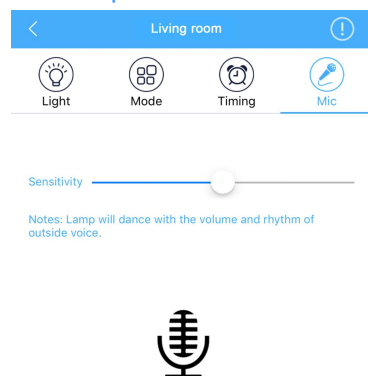 Living room
Light Mode Timing Mic
Sensitivity
Notes: Lamp will dance with the volume and rhythm of
outside voice.